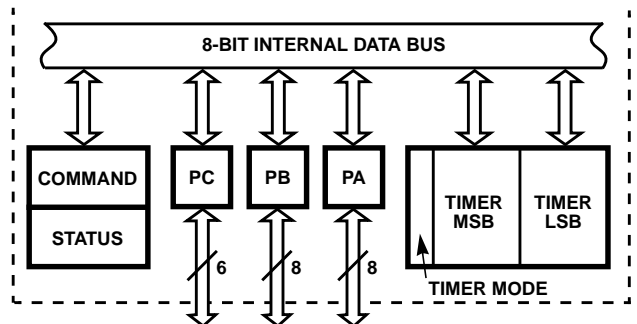 8-BIT INTERNAL DATA BUS
COMMAND
STATUS
PC
PB
PA
TIMER
MSB
TIMER
LSB
6
8
8
TIMER MODE